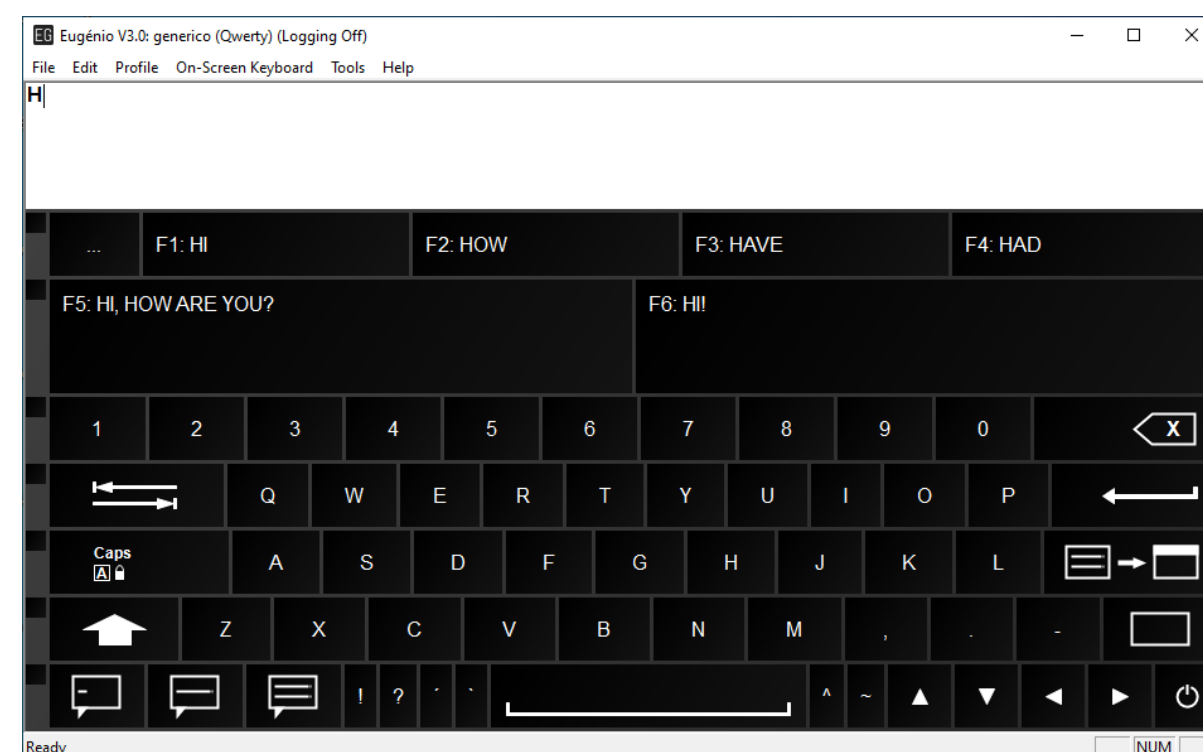 EG Eugénio V3.0: generico (Qwerty) (Logging Off)
File Edit Profile On-Screen Keyboard Tools Help
H
... F1: HI F2: HOW F3: HAVE F4: HAD
F5: HI, HOW ARE YOU? F6: HI!
1 2 3 4 5 6 7 8 9 0 X
Q W E R T Y U I O P
Caps
A A S D F G H J K L
Z X C V B N M , . -
! ? ´ ` ^ ~
Ready NUM